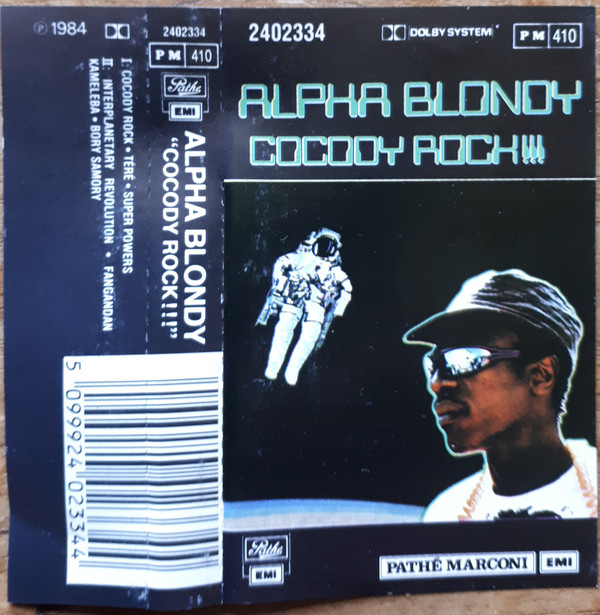 ℗ 1984
I: COCODY ROCK • TÉRÉ • SUPER POWERS
II: INTERPLANETARY REVOLUTION • FANGANDAN
KAMELEBA • BORY SAMORY
5 099924 023344
2402334
PM 410
Pathé
EMI
ALPHA BLONDY
“COCODY ROCK!!!”
2402334
DOLBY SYSTEM
PM 410
ALPHA BLONDY
COCODY ROCK!!!
Pathé
EMI
PATHÉ MARCONI
EMI